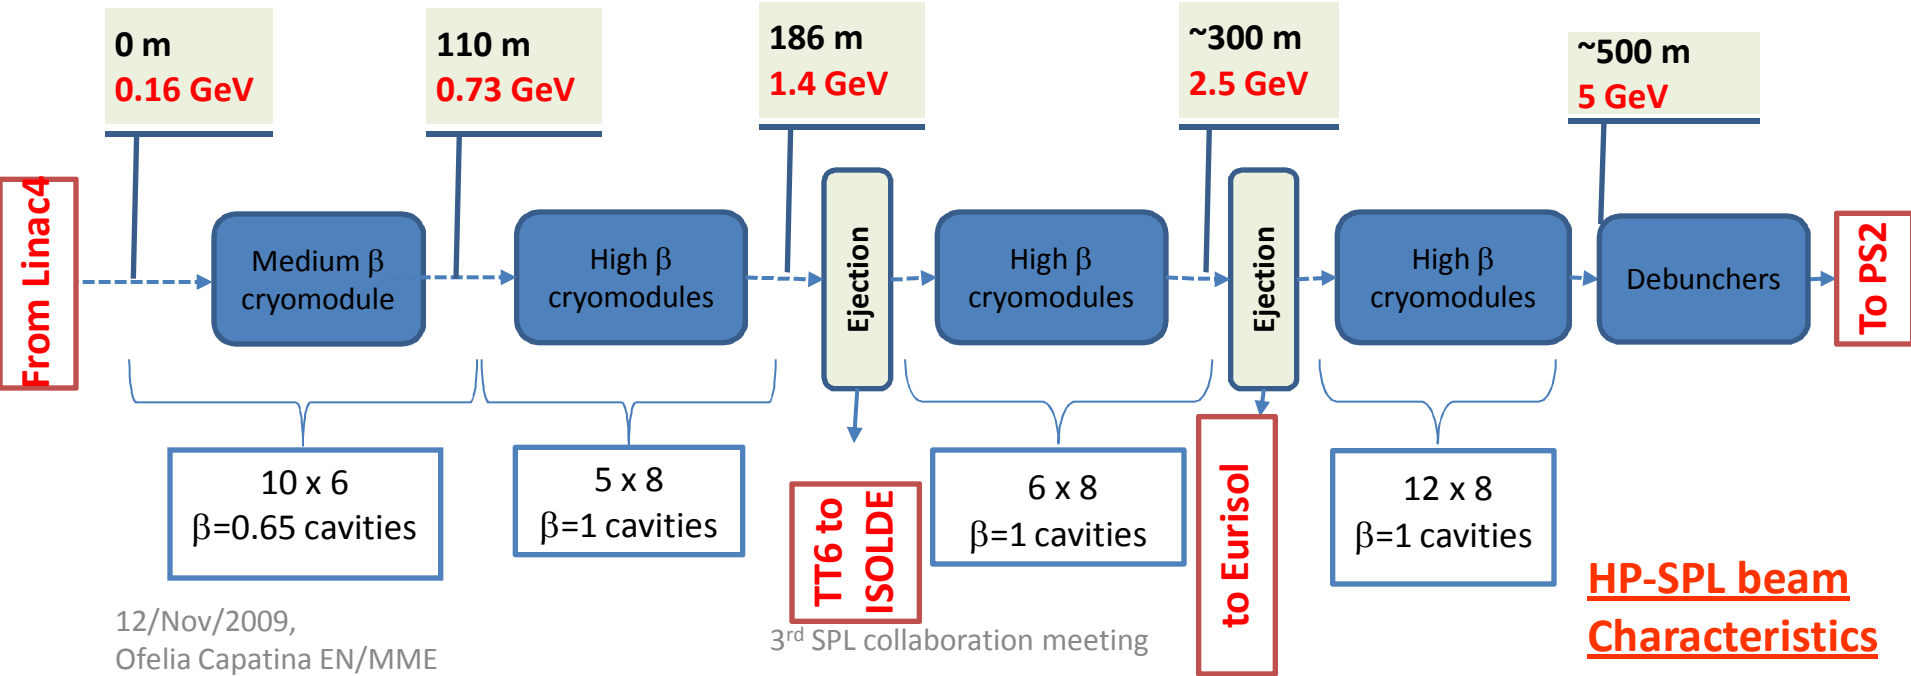 0 m
0.16 GeV
110 m
0.73 GeV
186 m
1.4 GeV
~300 m
2.5 GeV
~500 m
5 GeV
From Linac4
Medium β
cryomodule
High β
cryomodules
Ejection
High β
cryomodules
Ejection
High β
cryomodules
Debunchers
To PS2
10 x 6
β=0.65 cavities
5 x 8
β=1 cavities
TT6 to
ISOLDE
6 x 8
β=1 cavities
to Eurisol
12 x 8
β=1 cavities
HP-SPL beam
Characteristics
12/Nov/2009,
Ofelia Capatina EN/MME
3rd SPL collaboration meeting